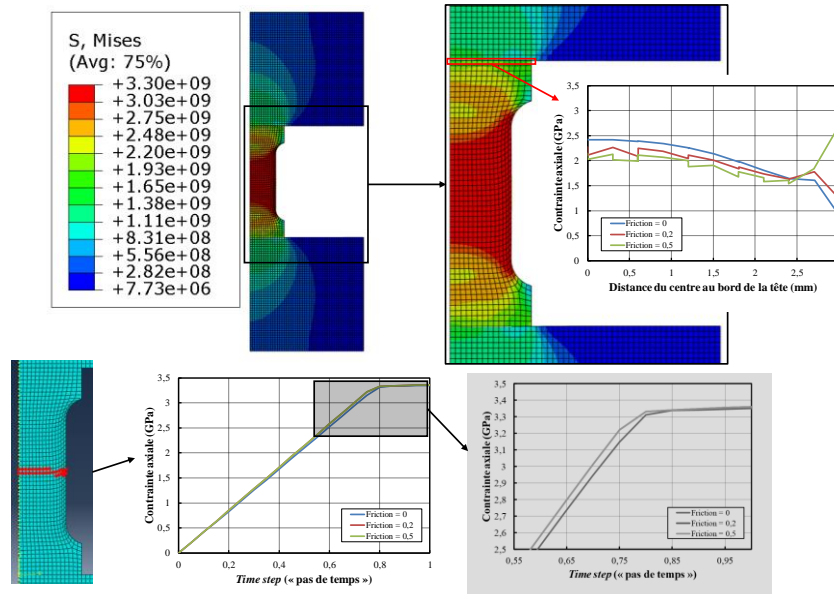 S, Mises
(Avg: 75%)
+3.30e+09
+3.03e+09
+2.75e+09
+2.48e+09
+2.20e+09
+1.93e+09
+1.65e+09
+1.38e+09
+1.11e+09
+8.31e+08
+5.56e+08
+2.82e+08
+7.73e+06
Contrainte axiale (GPa)
3,5
3
2,5
2
1,5
1
0,5
0
Friction = 0
Friction = 0,2
Friction = 0,5
0 0,5 1 1,5 2 2,5
Distance du centre au bord de la tête (mm)
Contrainte axiale (GPa)
3,5
3
2,5
2
1,5
1
0,5
0
Friction = 0
Friction = 0,2
Friction = 0,5
0 0,2 0,4 0,6 0,8 1
Time step (« pas de temps »)
Contrainte axiale (GPa)
3,5
3,4
3,3
3,2
3,1
3
2,9
2,8
2,7
2,6
2,5
Friction = 0
Friction = 0,2
Friction = 0,5
0,55 0,65 0,75 0,85 0,95
Time step (« pas de temps »)